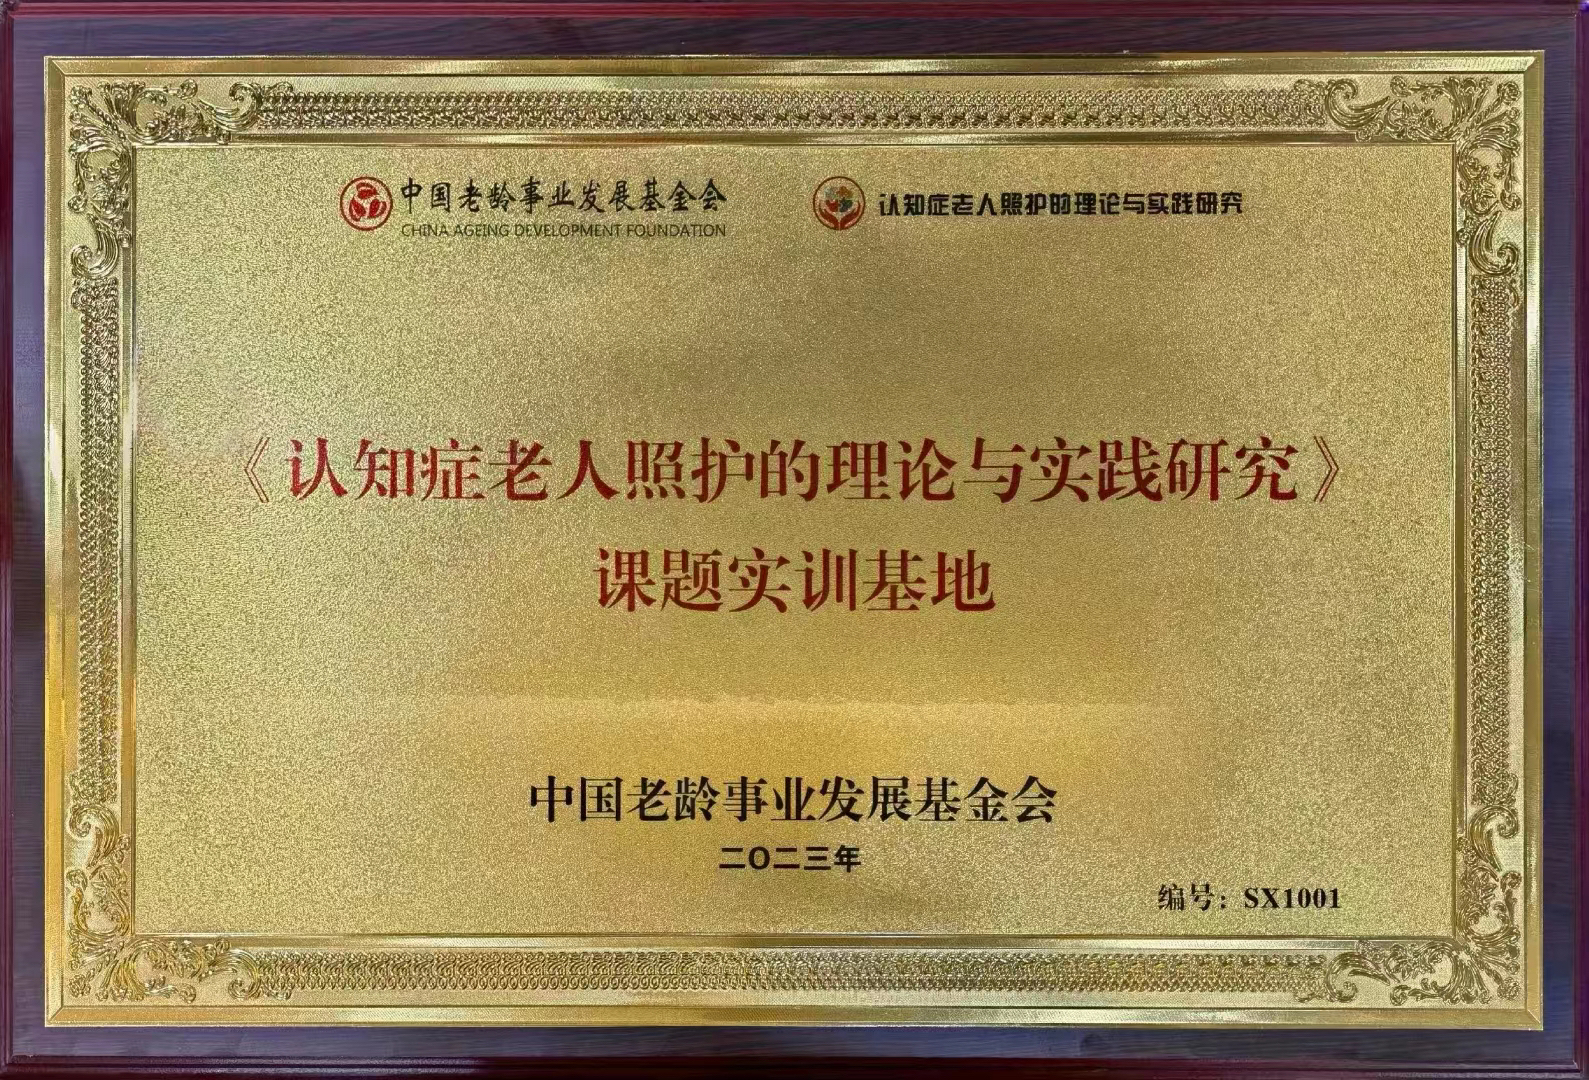 中国老龄事业发展基金会
CHINA AGEING DEVELOPMENT FOUNDATION
认知症老人照护的理论与实践研究
《认知症老人照护的理论与实践研究》
课题实训基地
中国老龄事业发展基金会
二〇二三年
编号：SX1001